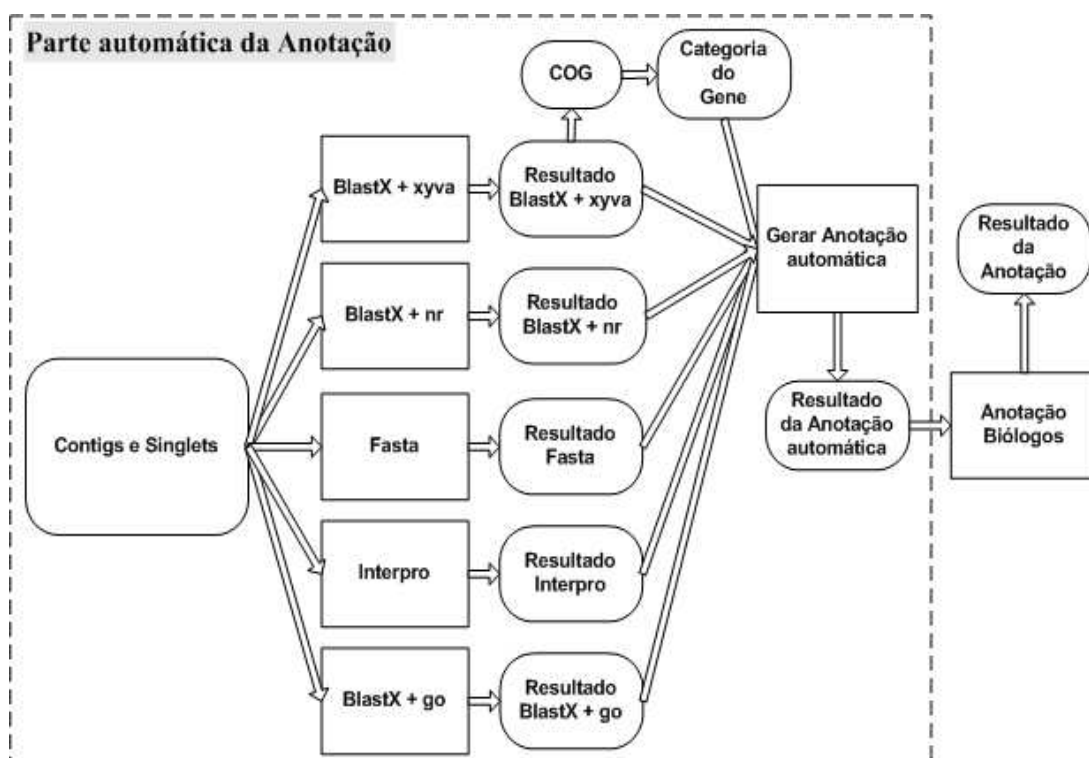 Parte automática da Anotação
COG
Categoria
do
Gene
BlastX + xyva
Resultado
BlastX + xyva
Gerar Anotação
automática
Resultado
da
Anotação
BlastX + nr
Resultado
BlastX + nr
Contigs e Singlets
Fasta
Resultado
Fasta
Resultado
da Anotação
automática
Anotação
Biólogos
Interpro
Resultado
Interpro
BlastX + go
Resultado
BlastX + go